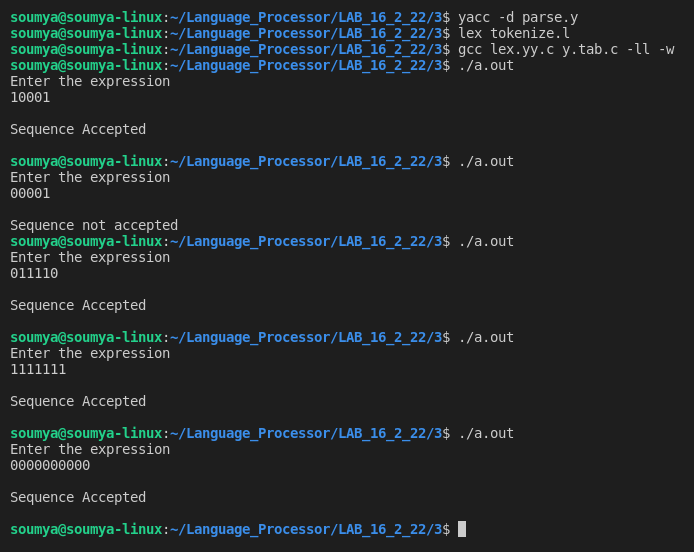 soumya@soumya-linux:~/Language_Processor/LAB_16_2_22/3$ yacc -d parse.y
soumya@soumya-linux:~/Language_Processor/LAB_16_2_22/3$ lex tokenize.l
soumya@soumya-linux:~/Language_Processor/LAB_16_2_22/3$ gcc lex.yy.c y.tab.c -ll -w
soumya@soumya-linux:~/Language_Processor/LAB_16_2_22/3$ ./a.out
Enter the expression
10001
Sequence Accepted
soumya@soumya-linux:~/Language_Processor/LAB_16_2_22/3$ ./a.out
Enter the expression
00001
Sequence not accepted
soumya@soumya-linux:~/Language_Processor/LAB_16_2_22/3$ ./a.out
Enter the expression
011110
Sequence Accepted
soumya@soumya-linux:~/Language_Processor/LAB_16_2_22/3$ ./a.out
Enter the expression
1111111
Sequence Accepted
soumya@soumya-linux:~/Language_Processor/LAB_16_2_22/3$ ./a.out
Enter the expression
0000000000
Sequence Accepted
soumya@soumya-linux:~/Language_Processor/LAB_16_2_22/3$